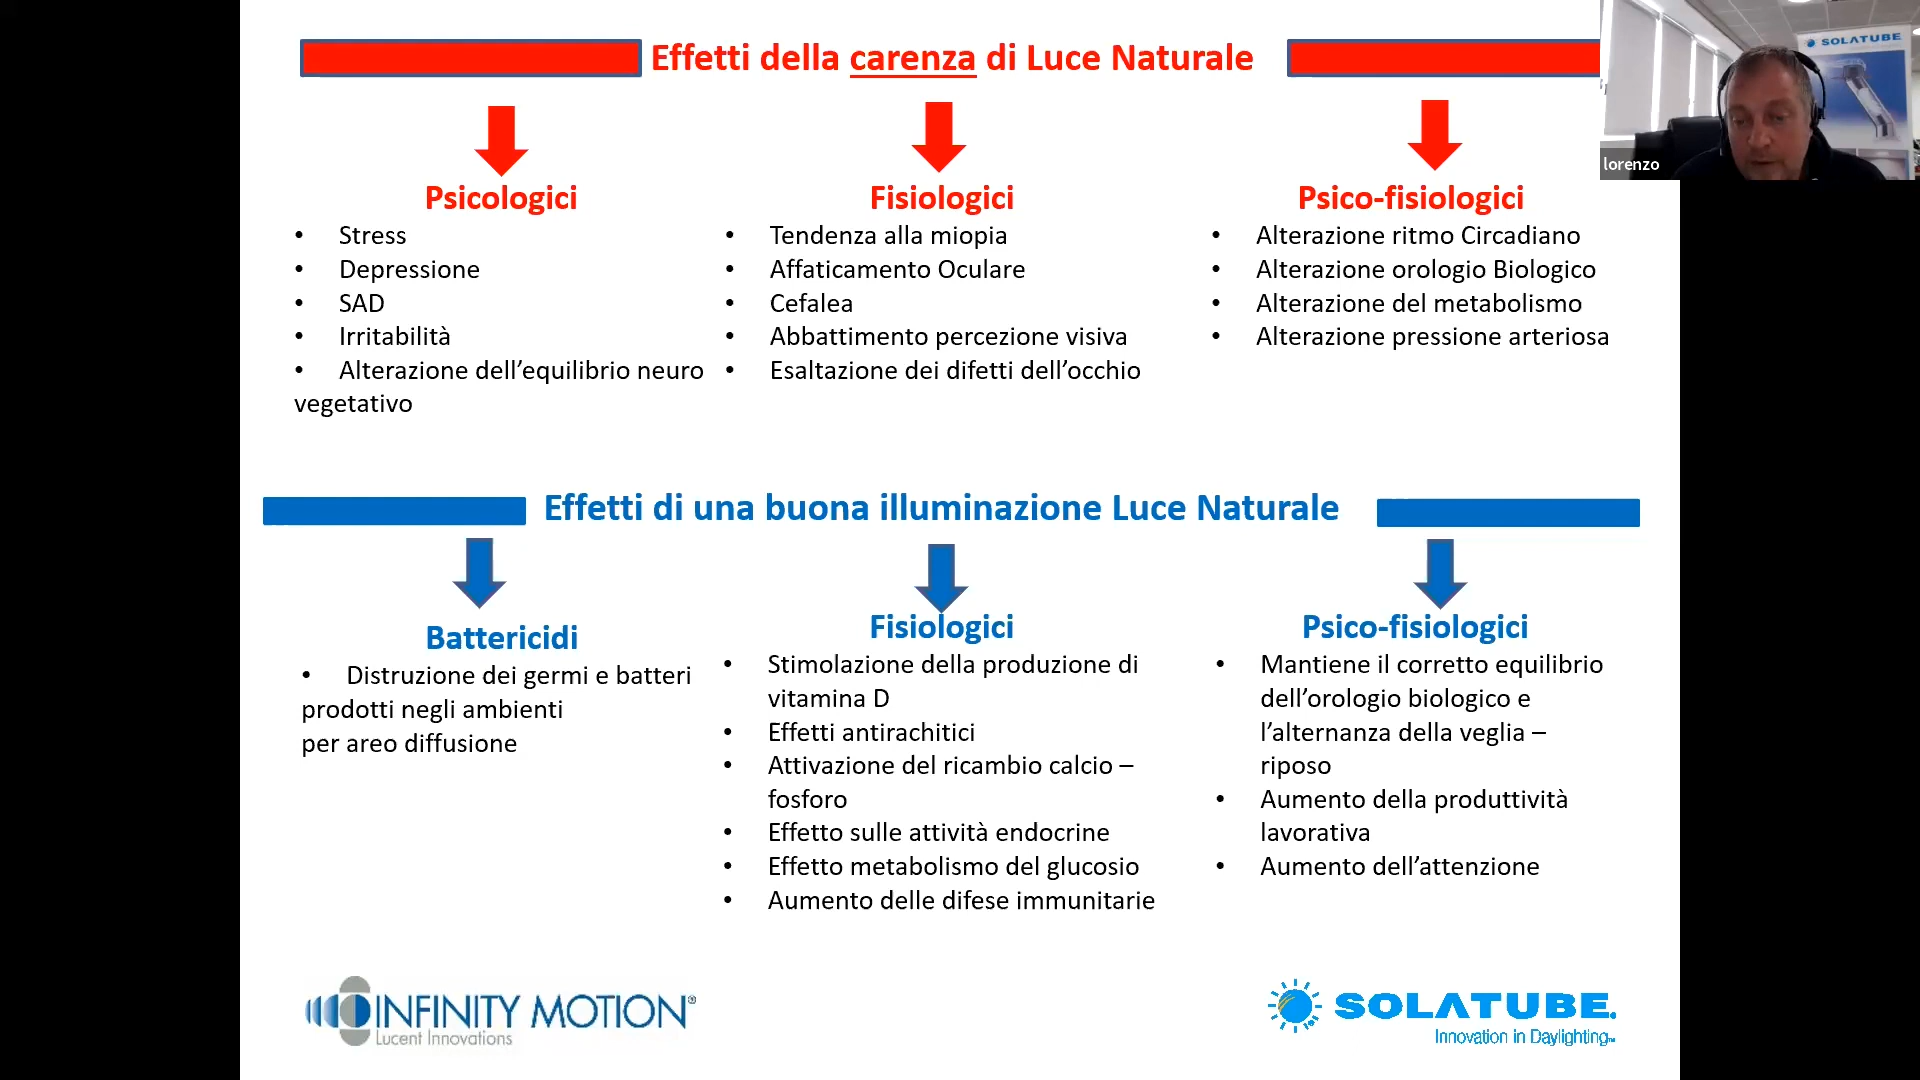 Effetti della carenza di Luce Naturale
SOLATUBE
lorenzo
Psicologici
• Stress
• Depressione
• SAD
• Irritabilità
• Alterazione dell’equilibrio neuro
vegetativo
Fisiologici
• Tendenza alla miopia
• Affaticamento Oculare
• Cefalea
• Abbattimento percezione visiva
• Esaltazione dei difetti dell’occhio
Psico-fisiologici
• Alterazione ritmo Circadiano
• Alterazione orologio Biologico
• Alterazione del metabolismo
• Alterazione pressione arteriosa
Effetti di una buona illuminazione Luce Naturale
Battericidi
• Distruzione dei germi e batteri
prodotti negli ambienti
per areo diffusione
Fisiologici
• Stimolazione della produzione di
vitamina D
• Effetti antirachitici
• Attivazione del ricambio calcio –
fosforo
• Effetto sulle attività endocrine
• Effetto metabolismo del glucosio
• Aumento delle difese immunitarie
Psico-fisiologici
• Mantiene il corretto equilibrio
dell’orologio biologico e
l’alternanza della veglia –
riposo
• Aumento della produttività
lavorativa
• Aumento dell’attenzione
INFINITY MOTION®
Lucent Innovations
SOLATUBE.
Innovation in Daylighting™